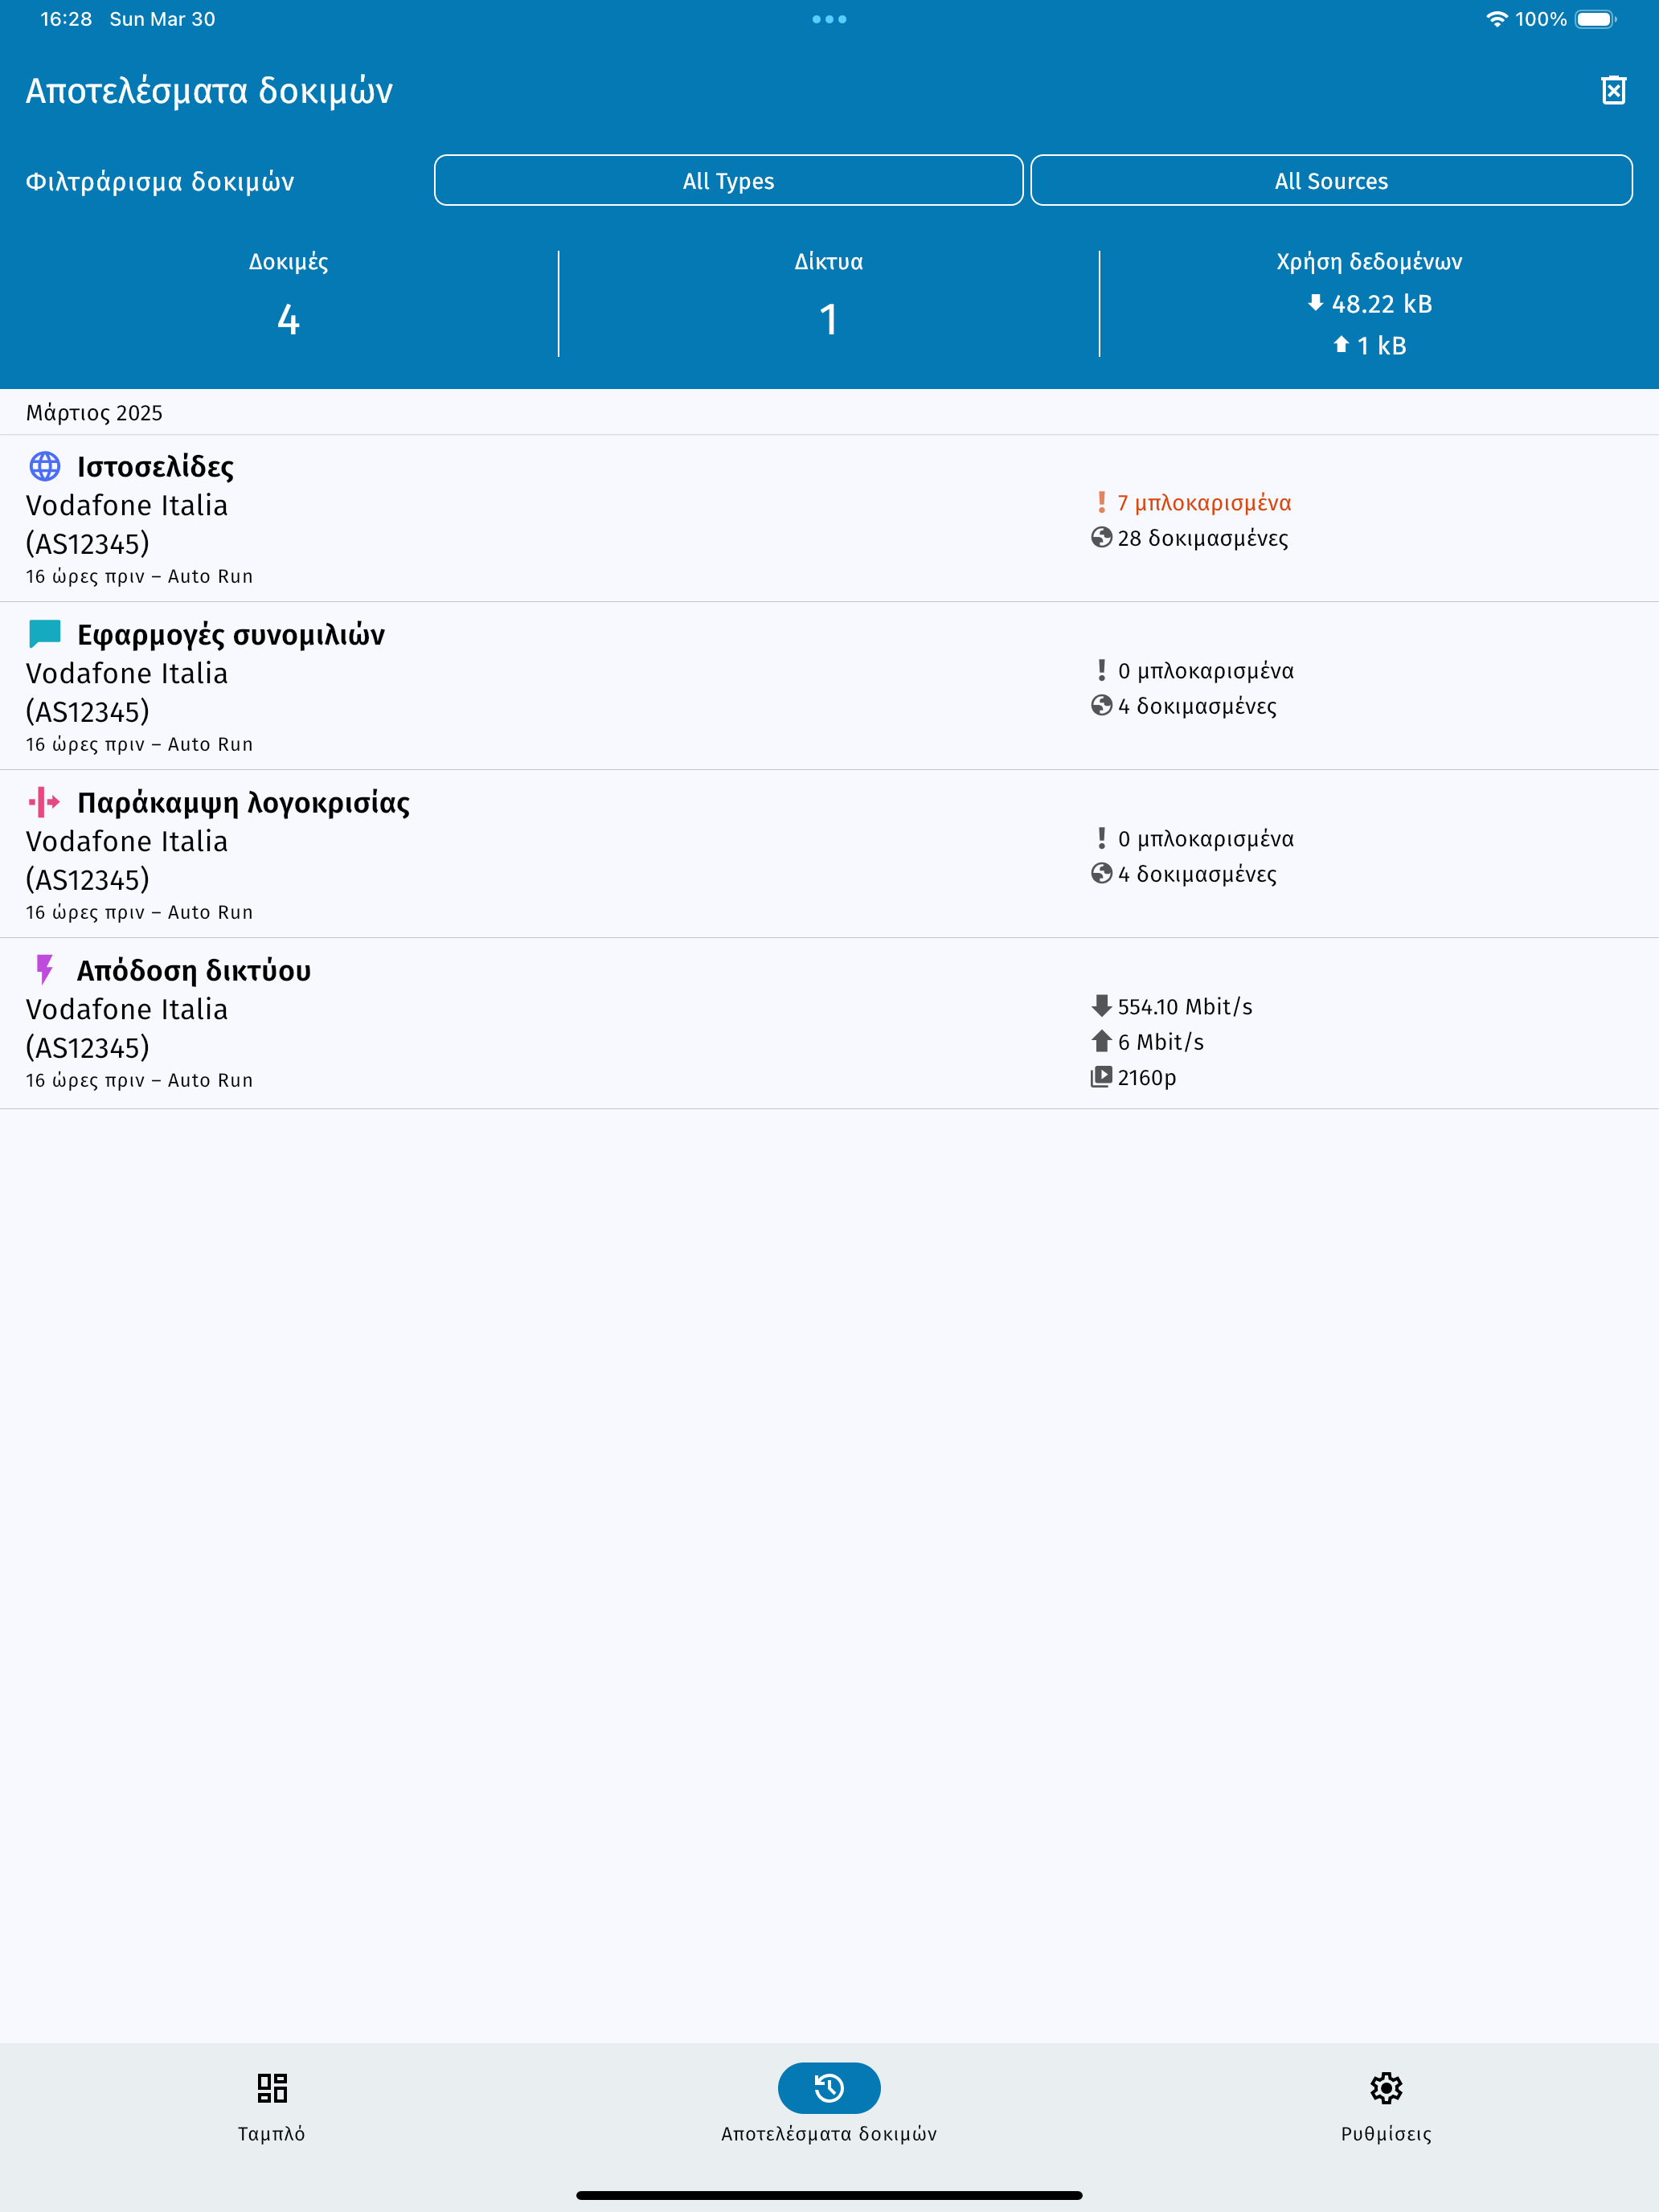 16:28 Sun Mar 30
100%
Αποτελέσματα δοκιμών
Φιλτράρισμα δοκιμών
All Types
All Sources
Δοκιμές
4
Δίκτυα
1
Χρήση δεδομένων
48.22 kB
1 kB
Μάρτιος 2025
Ιστοσελίδες
Vodafone Italia
(AS12345)
16 ώρες πριν – Auto Run
7 μπλοκαρισμένα
28 δοκιμασμένες
Εφαρμογές συνομιλιών
Vodafone Italia
(AS12345)
16 ώρες πριν – Auto Run
0 μπλοκαρισμένα
4 δοκιμασμένες
Παράκαμψη λογοκρισίας
Vodafone Italia
(AS12345)
16 ώρες πριν – Auto Run
0 μπλοκαρισμένα
4 δοκιμασμένες
Απόδοση δικτύου
Vodafone Italia
(AS12345)
16 ώρες πριν – Auto Run
554.10 Mbit/s
6 Mbit/s
2160p
Ταμπλό
Αποτελέσματα δοκιμών
Ρυθμίσεις